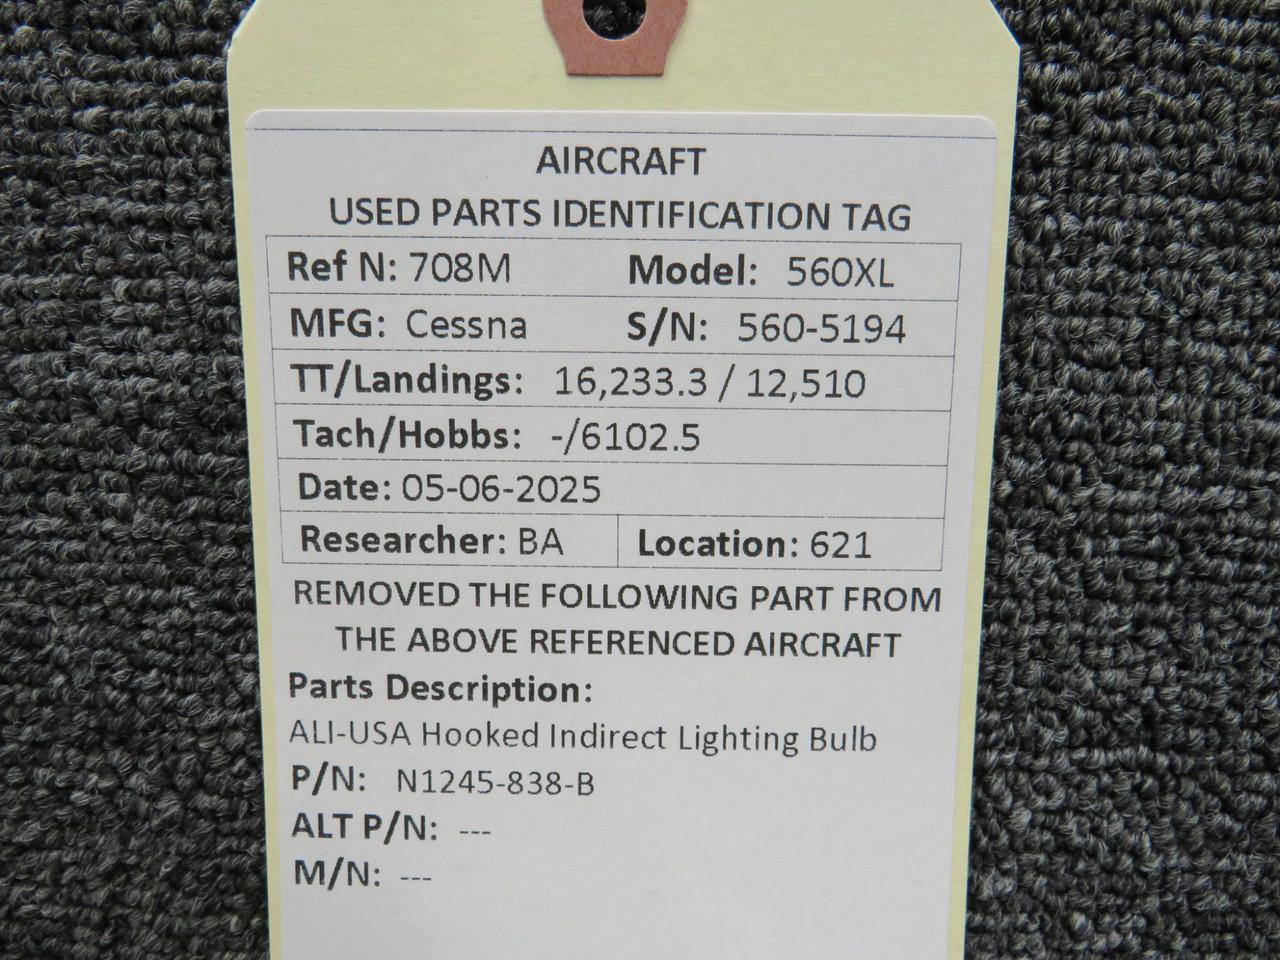 AIRCRAFT
USED PARTS IDENTIFICATION TAG
Ref N: 708M Model: 560XL
MFG: Cessna S/N: 560-5194
TT/Landings: 16,233.3 / 12,510
Tach/Hobbs: -/6102.5
Date: 05-06-2025
Researcher: BA Location: 621
REMOVED THE FOLLOWING PART FROM
THE ABOVE REFERENCED AIRCRAFT
Parts Description:
ALI-USA Hooked Indirect Lighting Bulb
P/N: N1245-838-B
ALT P/N: ---
M/N: ---